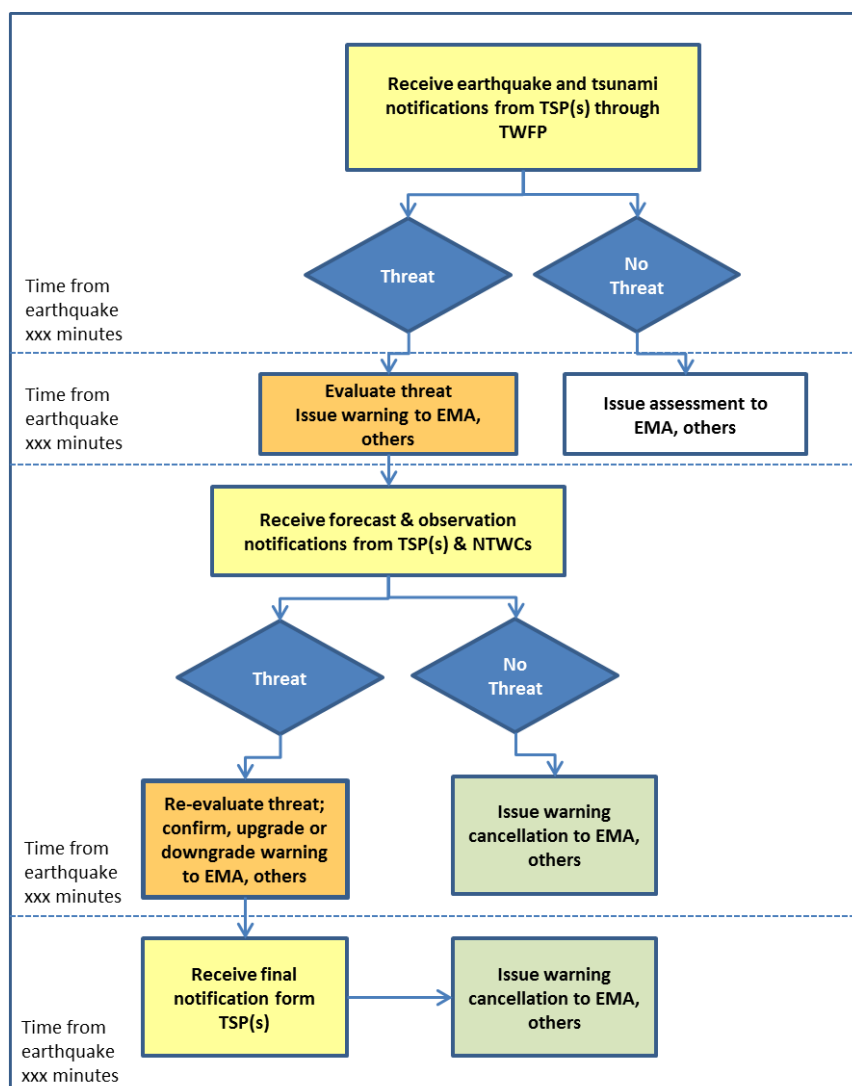 Receive earthquake and tsunami
notifications from TSP(s) through
TWFP
Threat
No
Threat
Time from
earthquake
xxx minutes
Time from
earthquake
xxx minutes
Evaluate threat
Issue warning to EMA,
others
Issue assessment to
EMA, others
Receive forecast & observation
notifications from TSP(s) & NTWCs
Threat
No
Threat
Time from
earthquake
xxx minutes
Re-evaluate threat;
confirm, upgrade or
downgrade warning
to EMA, others
Issue warning
cancellation to EMA,
others
Time from
earthquake
xxx minutes
Receive final
notification form
TSP(s)
Issue warning
cancellation to EMA,
others